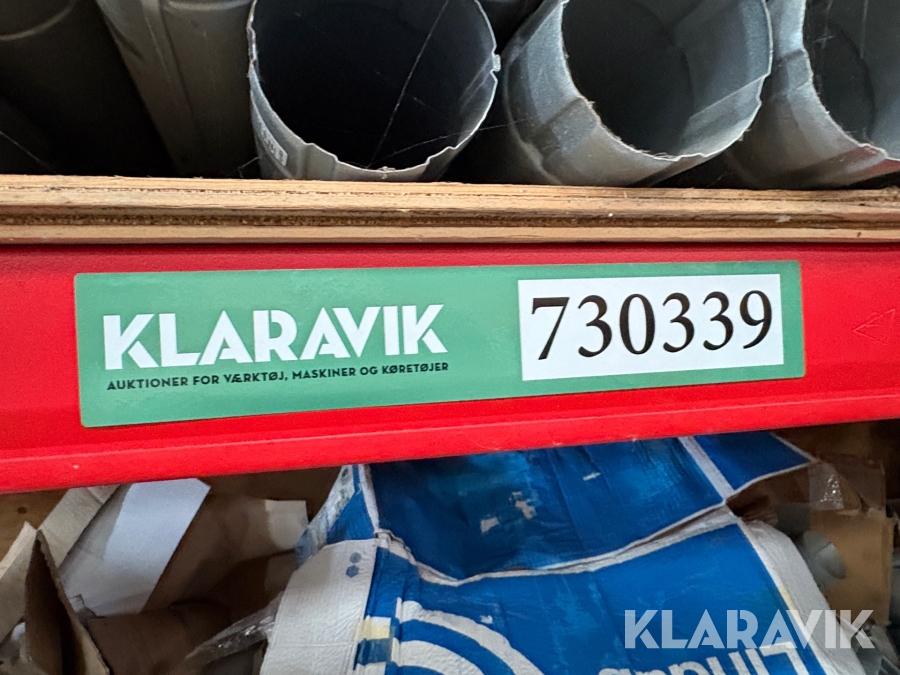 KLARAVIK
AUKTIONER FOR VÆRKTØJ, MASKINER OG KØRETØJER
730339
KLARAVIK